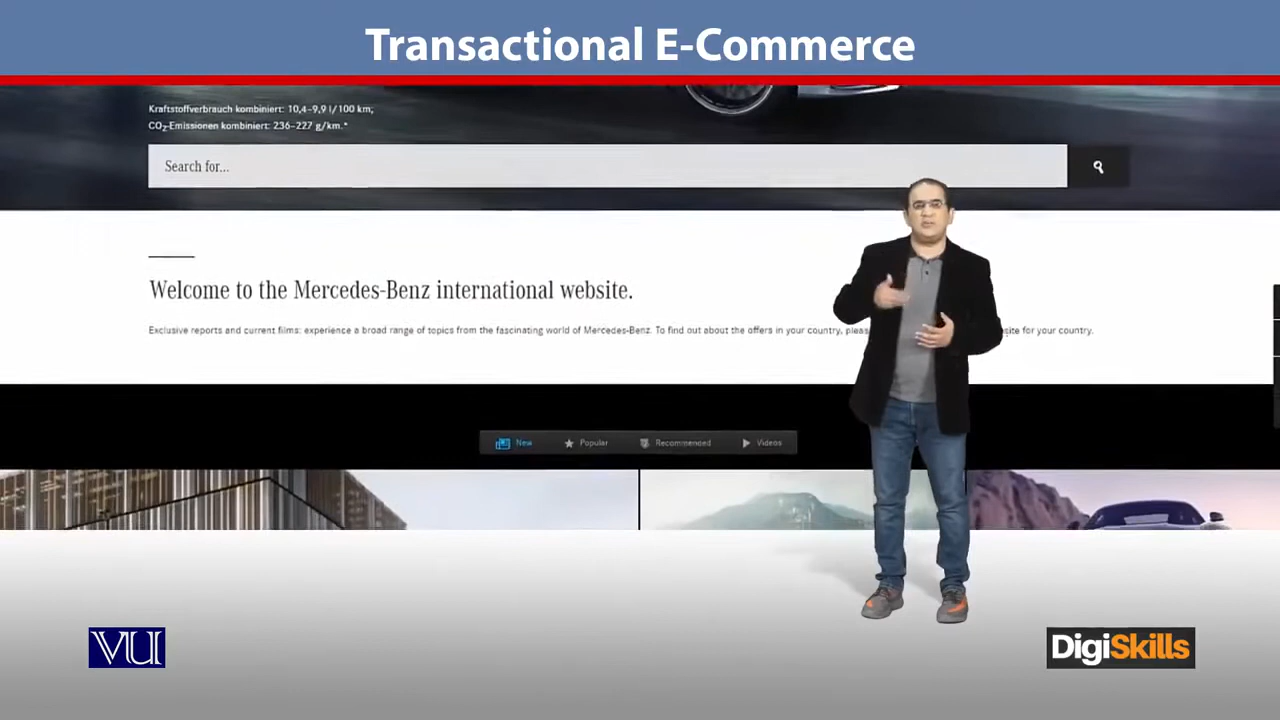 Transactional E-Commerce
Kraftstoffverbrauch kombiniert: 10,4–9,9 l/100 km;
CO₂-Emissionen kombiniert: 236–227 g/km.*
Search for...
Welcome to the Mercedes-Benz international website.
Exclusive reports and current films: experience a broad range of topics from the fascinating world of Mercedes-Benz. To find out about the offers in your country, pleas site for your country.
New Popular Recommended Videos
VU
DigiSkills